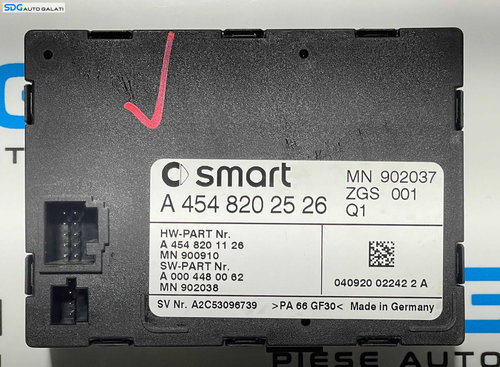 SDG AUTO GALATI
smart
MN 902037
A 454 820 25 26
ZGS 001
Q1
HW-PART Nr.
A 454 820 11 26
MN 900910
SW-PART Nr.
A 000 448 00 62
MN 902038
040920 02242 2 A
SV Nr. A2C53096739 >PA 66 GF30< Made in Germany
PIESE AUTO